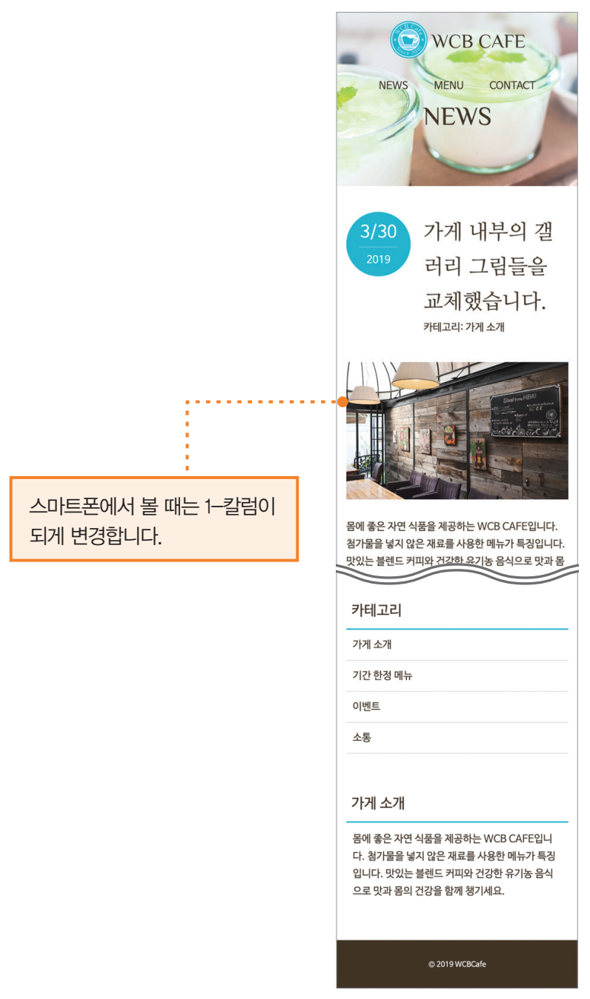 WCB Cafe
Since 2010
WCB CAFE
NEWS MENU CONTACT
NEWS
3/30
2019
가게 내부의 갤
러리 그림들을
교체했습니다.
카테고리: 가게 소개
스마트폰에서 볼 때는 1-칼럼이
되게 변경합니다.
몸에 좋은 자연 식품을 제공하는 WCB CAFE입니다.
첨가물을 넣지 않은 재료를 사용한 메뉴가 특징입니다.
맛있는 블렌드 커피와 건강한 유기농 음식으로 맛과 몸
카테고리
가게 소개
기간 한정 메뉴
이벤트
소통
가게 소개
몸에 좋은 자연 식품을 제공하는 WCB CAFE입니
다. 첨가물을 넣지 않은 재료를 사용한 메뉴가 특징
입니다. 맛있는 블렌드 커피와 건강한 유기농 음식
으로 맛과 몸의 건강을 함께 챙기세요.
© 2019 WCBCafe